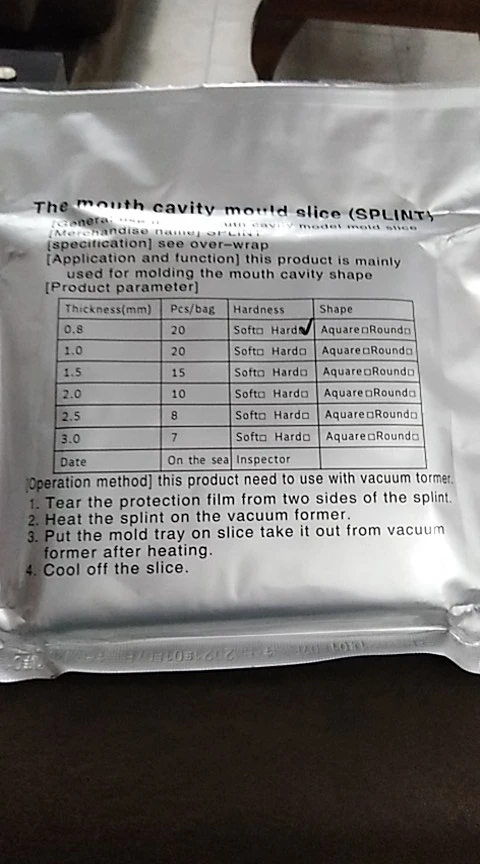 The mouth cavity mould slice (SPLINT)
[General cavity model mold slice
[Merchandise name] SPLINT
[specification] see over-wrap
[Application and function] this product is mainly
used for molding the mouth cavity shape
[Product parameter]
Thickness(mm) Pcs/bag Hardness Shape
0.8 20 Soft□ Hard✓ Aquare□Round□
1.0 20 Soft□ Hard□ Aquare□Round□
1.5 15 Soft□ Hard□ Aquare□Round□
2.0 10 Soft□ Hard□ Aquare□Round□
2.5 8 Soft□ Hard□ Aquare□Round□
3.0 7 Soft□ Hard□ Aquare□Round□
Date On the sea Inspector
[Operation method] this product need to use with vacuum former.
1. Tear the protection film from two sides of the splint.
2. Heat the splint on the vacuum former.
3. Put the mold tray on slice take it out from vacuum
former after heating.
4. Cool off the slice.